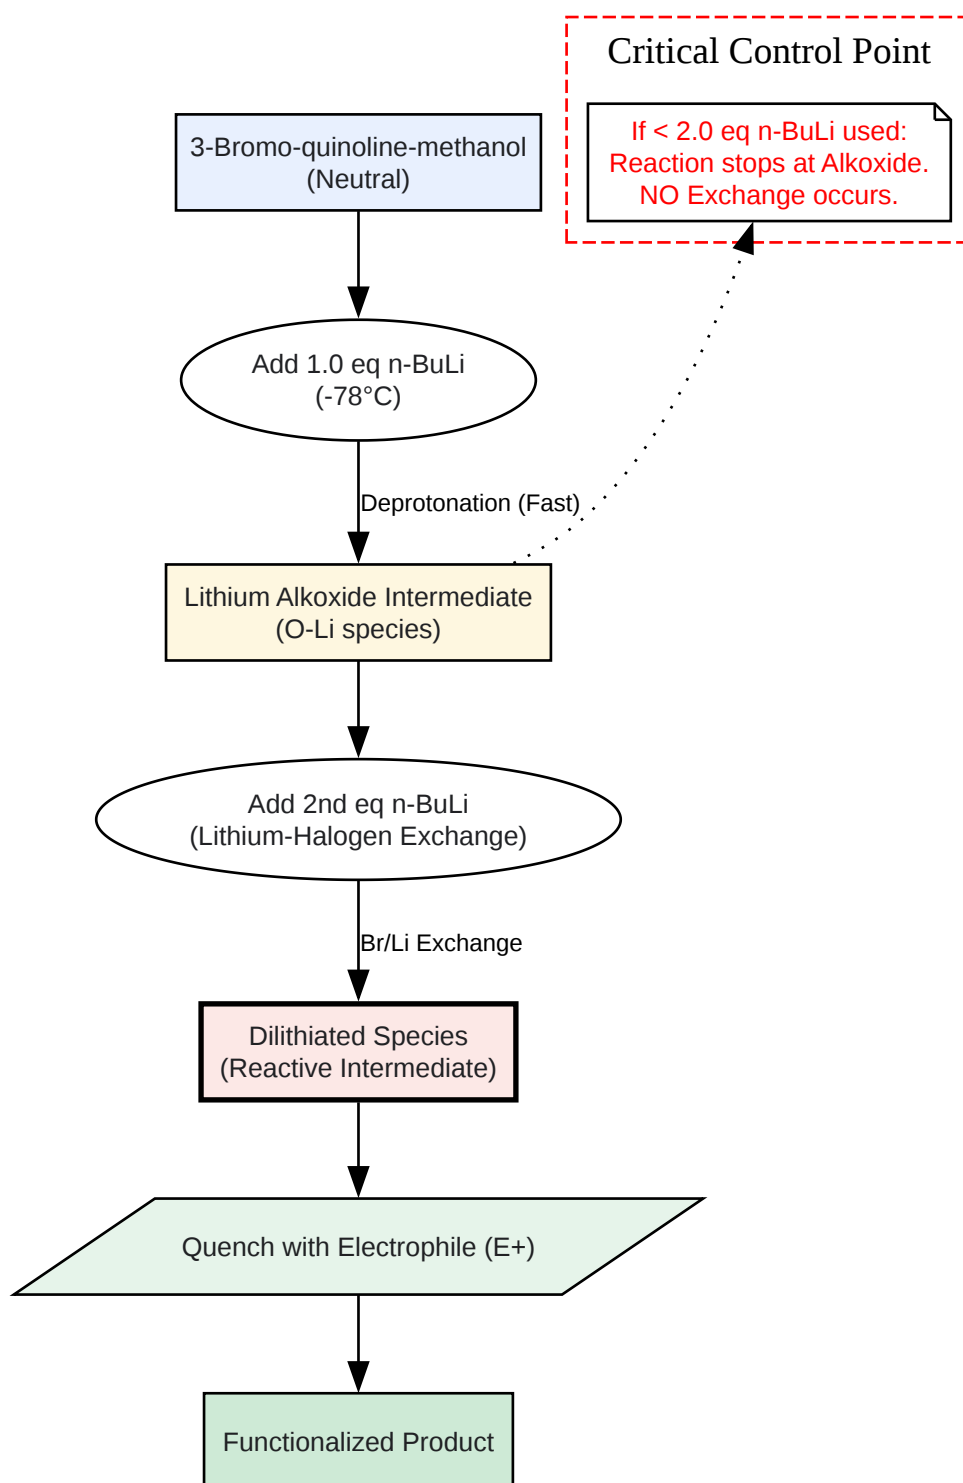 Critical Control Point
If < 2.0 eq n-BuLi used:
Reaction stops at Alkoxide.
NO Exchange occurs.
3-Bromo-quinoline-methanol
(Neutral)
Add 1.0 eq n-BuLi
(-78°C)
Deprotonation (Fast)
Lithium Alkoxide Intermediate
(O-Li species)
Add 2nd eq n-BuLi
(Lithium-Halogen Exchange)
Br/Li Exchange
Dilithiated Species
(Reactive Intermediate)
Quench with Electrophile (E+)
Functionalized Product